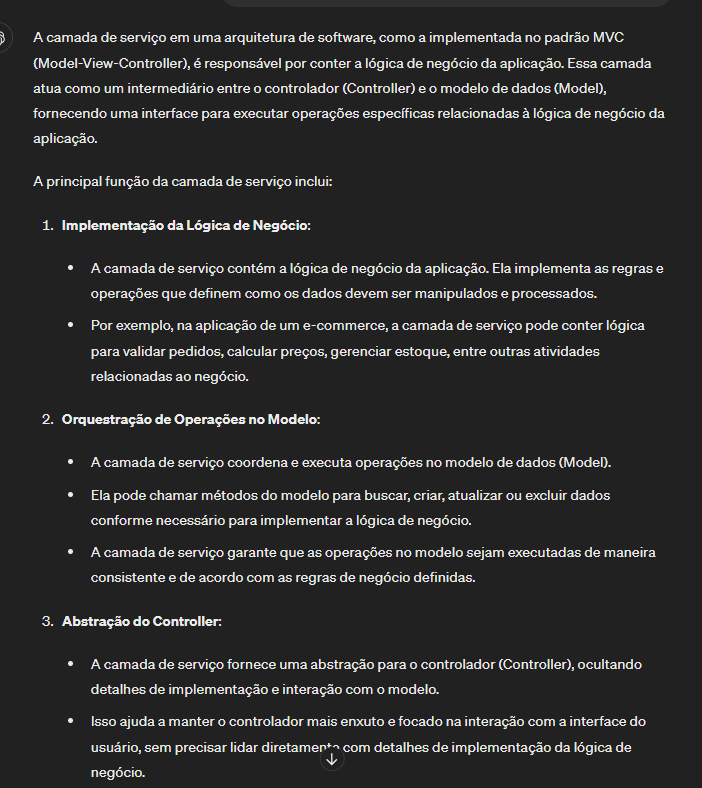 A camada de serviço em uma arquitetura de software, como a implementada no padrão MVC
(Model-View-Controller), é responsável por conter a lógica de negócio da aplicação. Essa camada
atua como um intermediário entre o controlador (Controller) e o modelo de dados (Model),
fornecendo uma interface para executar operações específicas relacionadas à lógica de negócio da
aplicação.
A principal função da camada de serviço inclui:
1. Implementação da Lógica de Negócio:
• A camada de serviço contém a lógica de negócio da aplicação. Ela implementa as regras e
operações que definem como os dados devem ser manipulados e processados.
• Por exemplo, na aplicação de um e-commerce, a camada de serviço pode conter lógica
para validar pedidos, calcular preços, gerenciar estoque, entre outras atividades
relacionadas ao negócio.
2. Orquestração de Operações no Modelo:
• A camada de serviço coordena e executa operações no modelo de dados (Model).
• Ela pode chamar métodos do modelo para buscar, criar, atualizar ou excluir dados
conforme necessário para implementar a lógica de negócio.
• A camada de serviço garante que as operações no modelo sejam executadas de maneira
consistente e de acordo com as regras de negócio definidas.
3. Abstração do Controller:
• A camada de serviço fornece uma abstração para o controlador (Controller), ocultando
detalhes de implementação e interação com o modelo.
• Isso ajuda a manter o controlador mais enxuto e focado na interação com a interface do
usuário, sem precisar lidar diretamente com detalhes de implementação da lógica de
negócio.